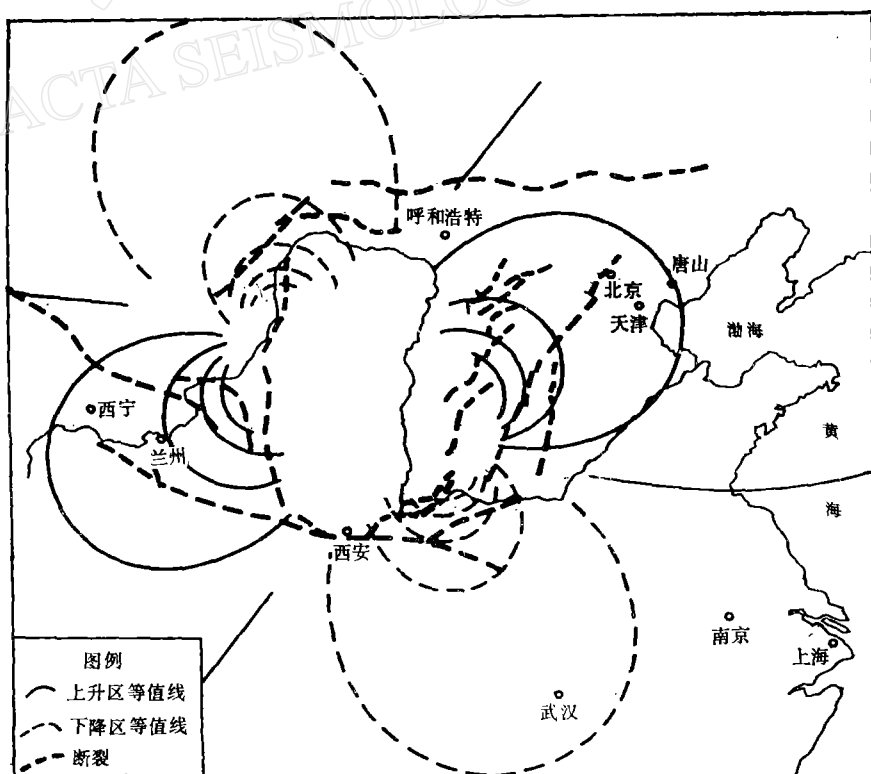 ACTA SEISMOLO
呼和浩特
唐山
北京
天津
渤海
西宁
黄
兰州
海
西安
南京
上海
武汉
图例
上升区等值线
下降区等值线
断裂